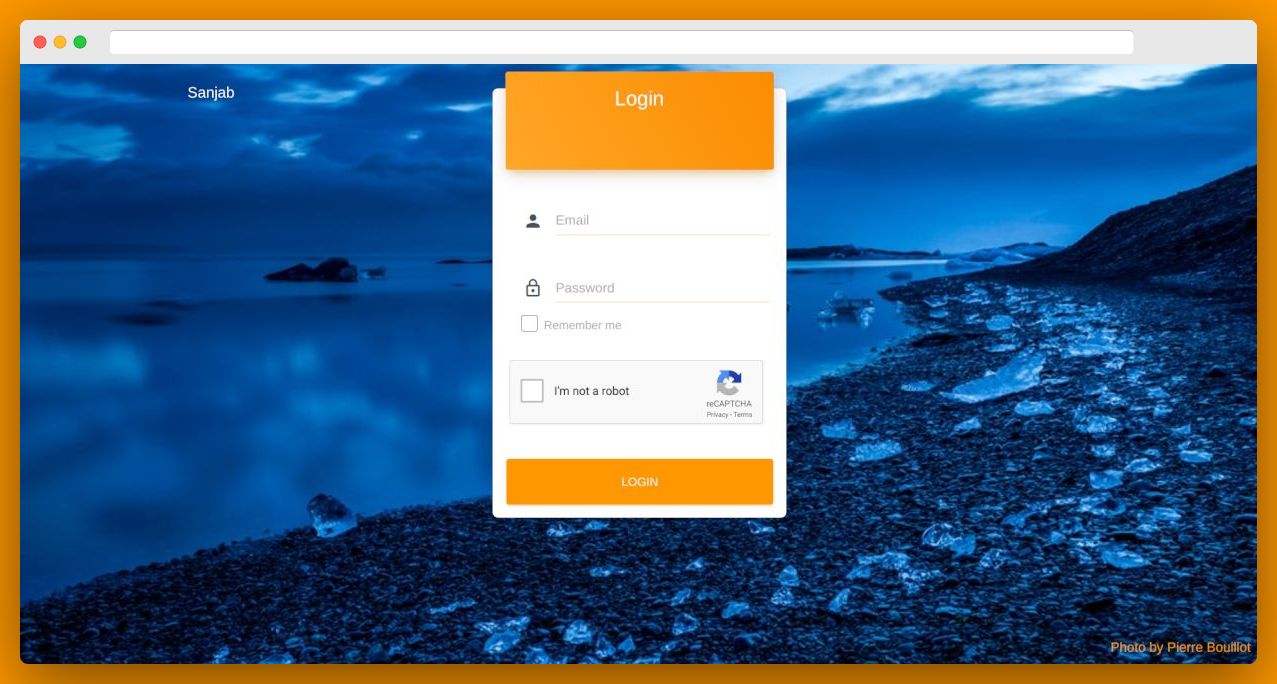 Sanjab
Login
Email
Password
Remember me
I'm not a robot
reCAPTCHA
Privacy - Terms
LOGIN
Photo by Pierre Bouillot